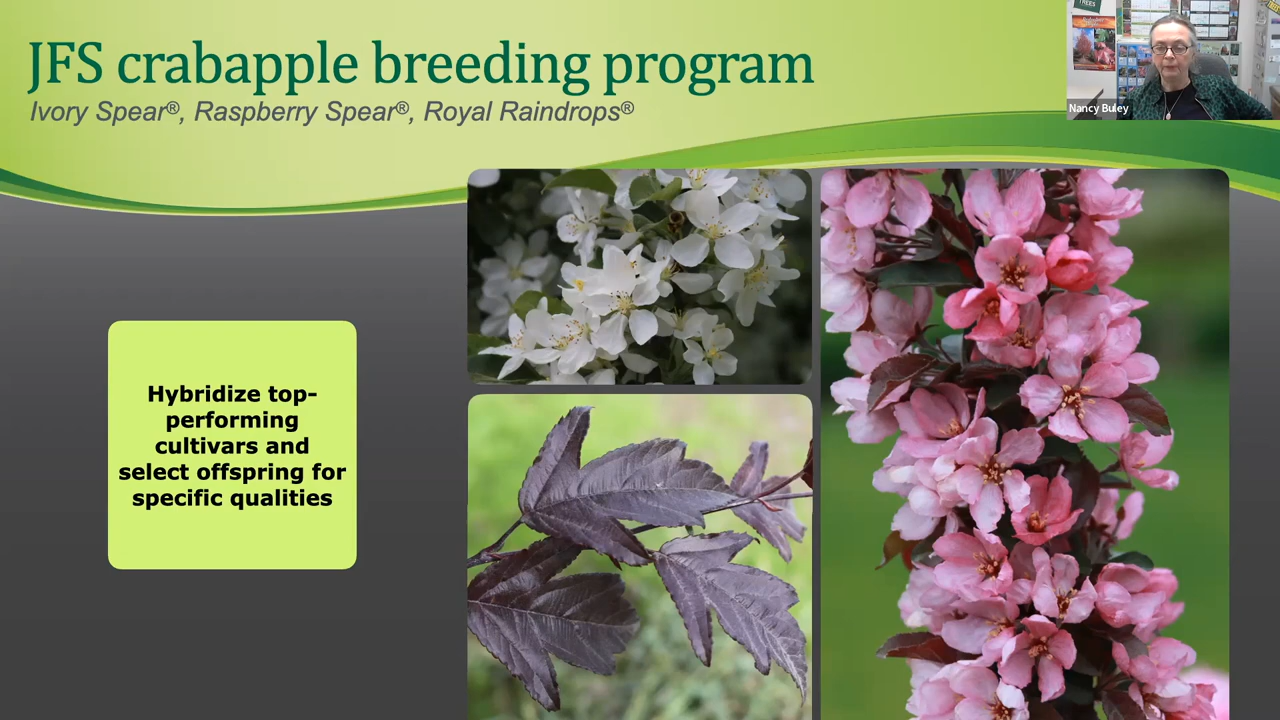 JFS crabapple breeding program
Ivory Spear®, Raspberry Spear®, Royal Raindrops®
TREES
Nancy Buley
Hybridize top-
performing
cultivars and
select offspring for
specific qualities